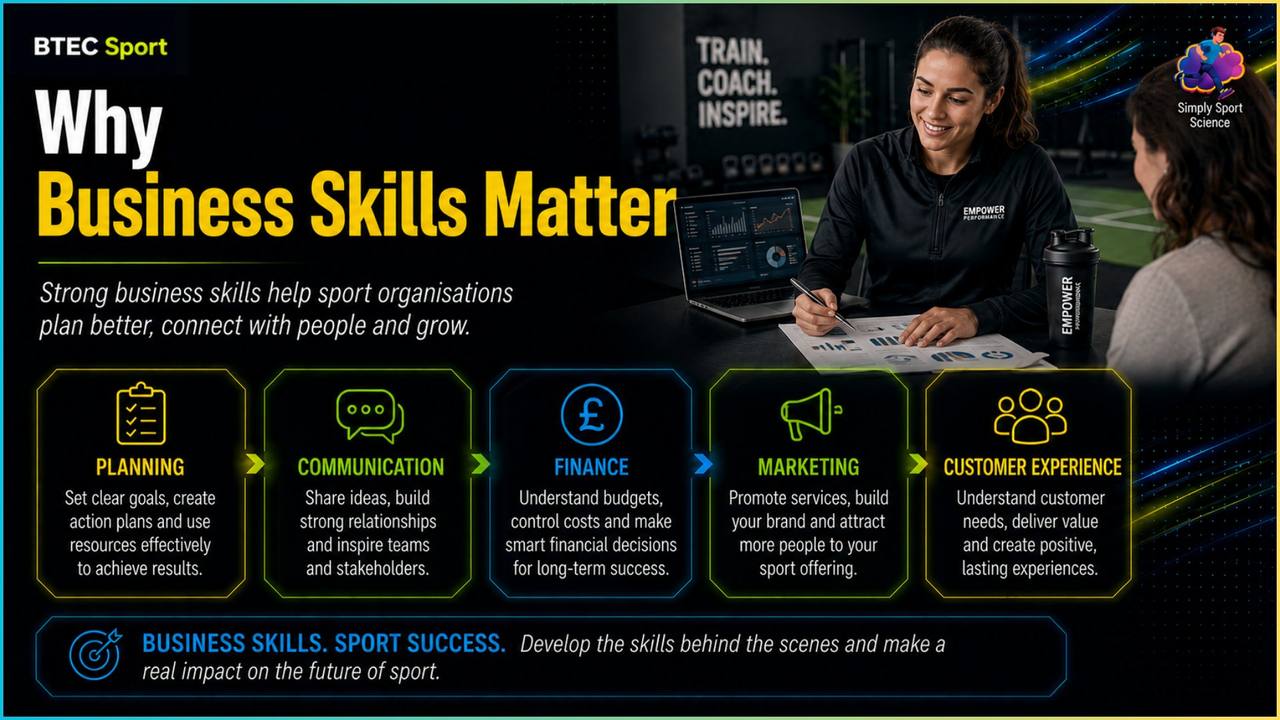 BTEC Sport
Why
Business Skills Matter
Strong business skills help sport organisations
plan better, connect with people and grow.
TRAIN.
COACH.
INSPIRE.
EMPOWER
PERFORMANCE
EMPOWER
Simply Sport
Science
PLANNING
Set clear goals, create
action plans and use
resources effectively
to achieve results.
COMMUNICATION
Share ideas, build
strong relationships
and inspire teams
and stakeholders.
£
FINANCE
Understand budgets,
control costs and make
smart financial decisions
for long-term success.
MARKETING
Promote services, build
your brand and attract
more people to your
sport offering.
CUSTOMER EXPERIENCE
Understand customer
needs, deliver value
and create positive,
lasting experiences.
BUSINESS SKILLS. SPORT SUCCESS. Develop the skills behind the scenes and make a
real impact on the future of sport.